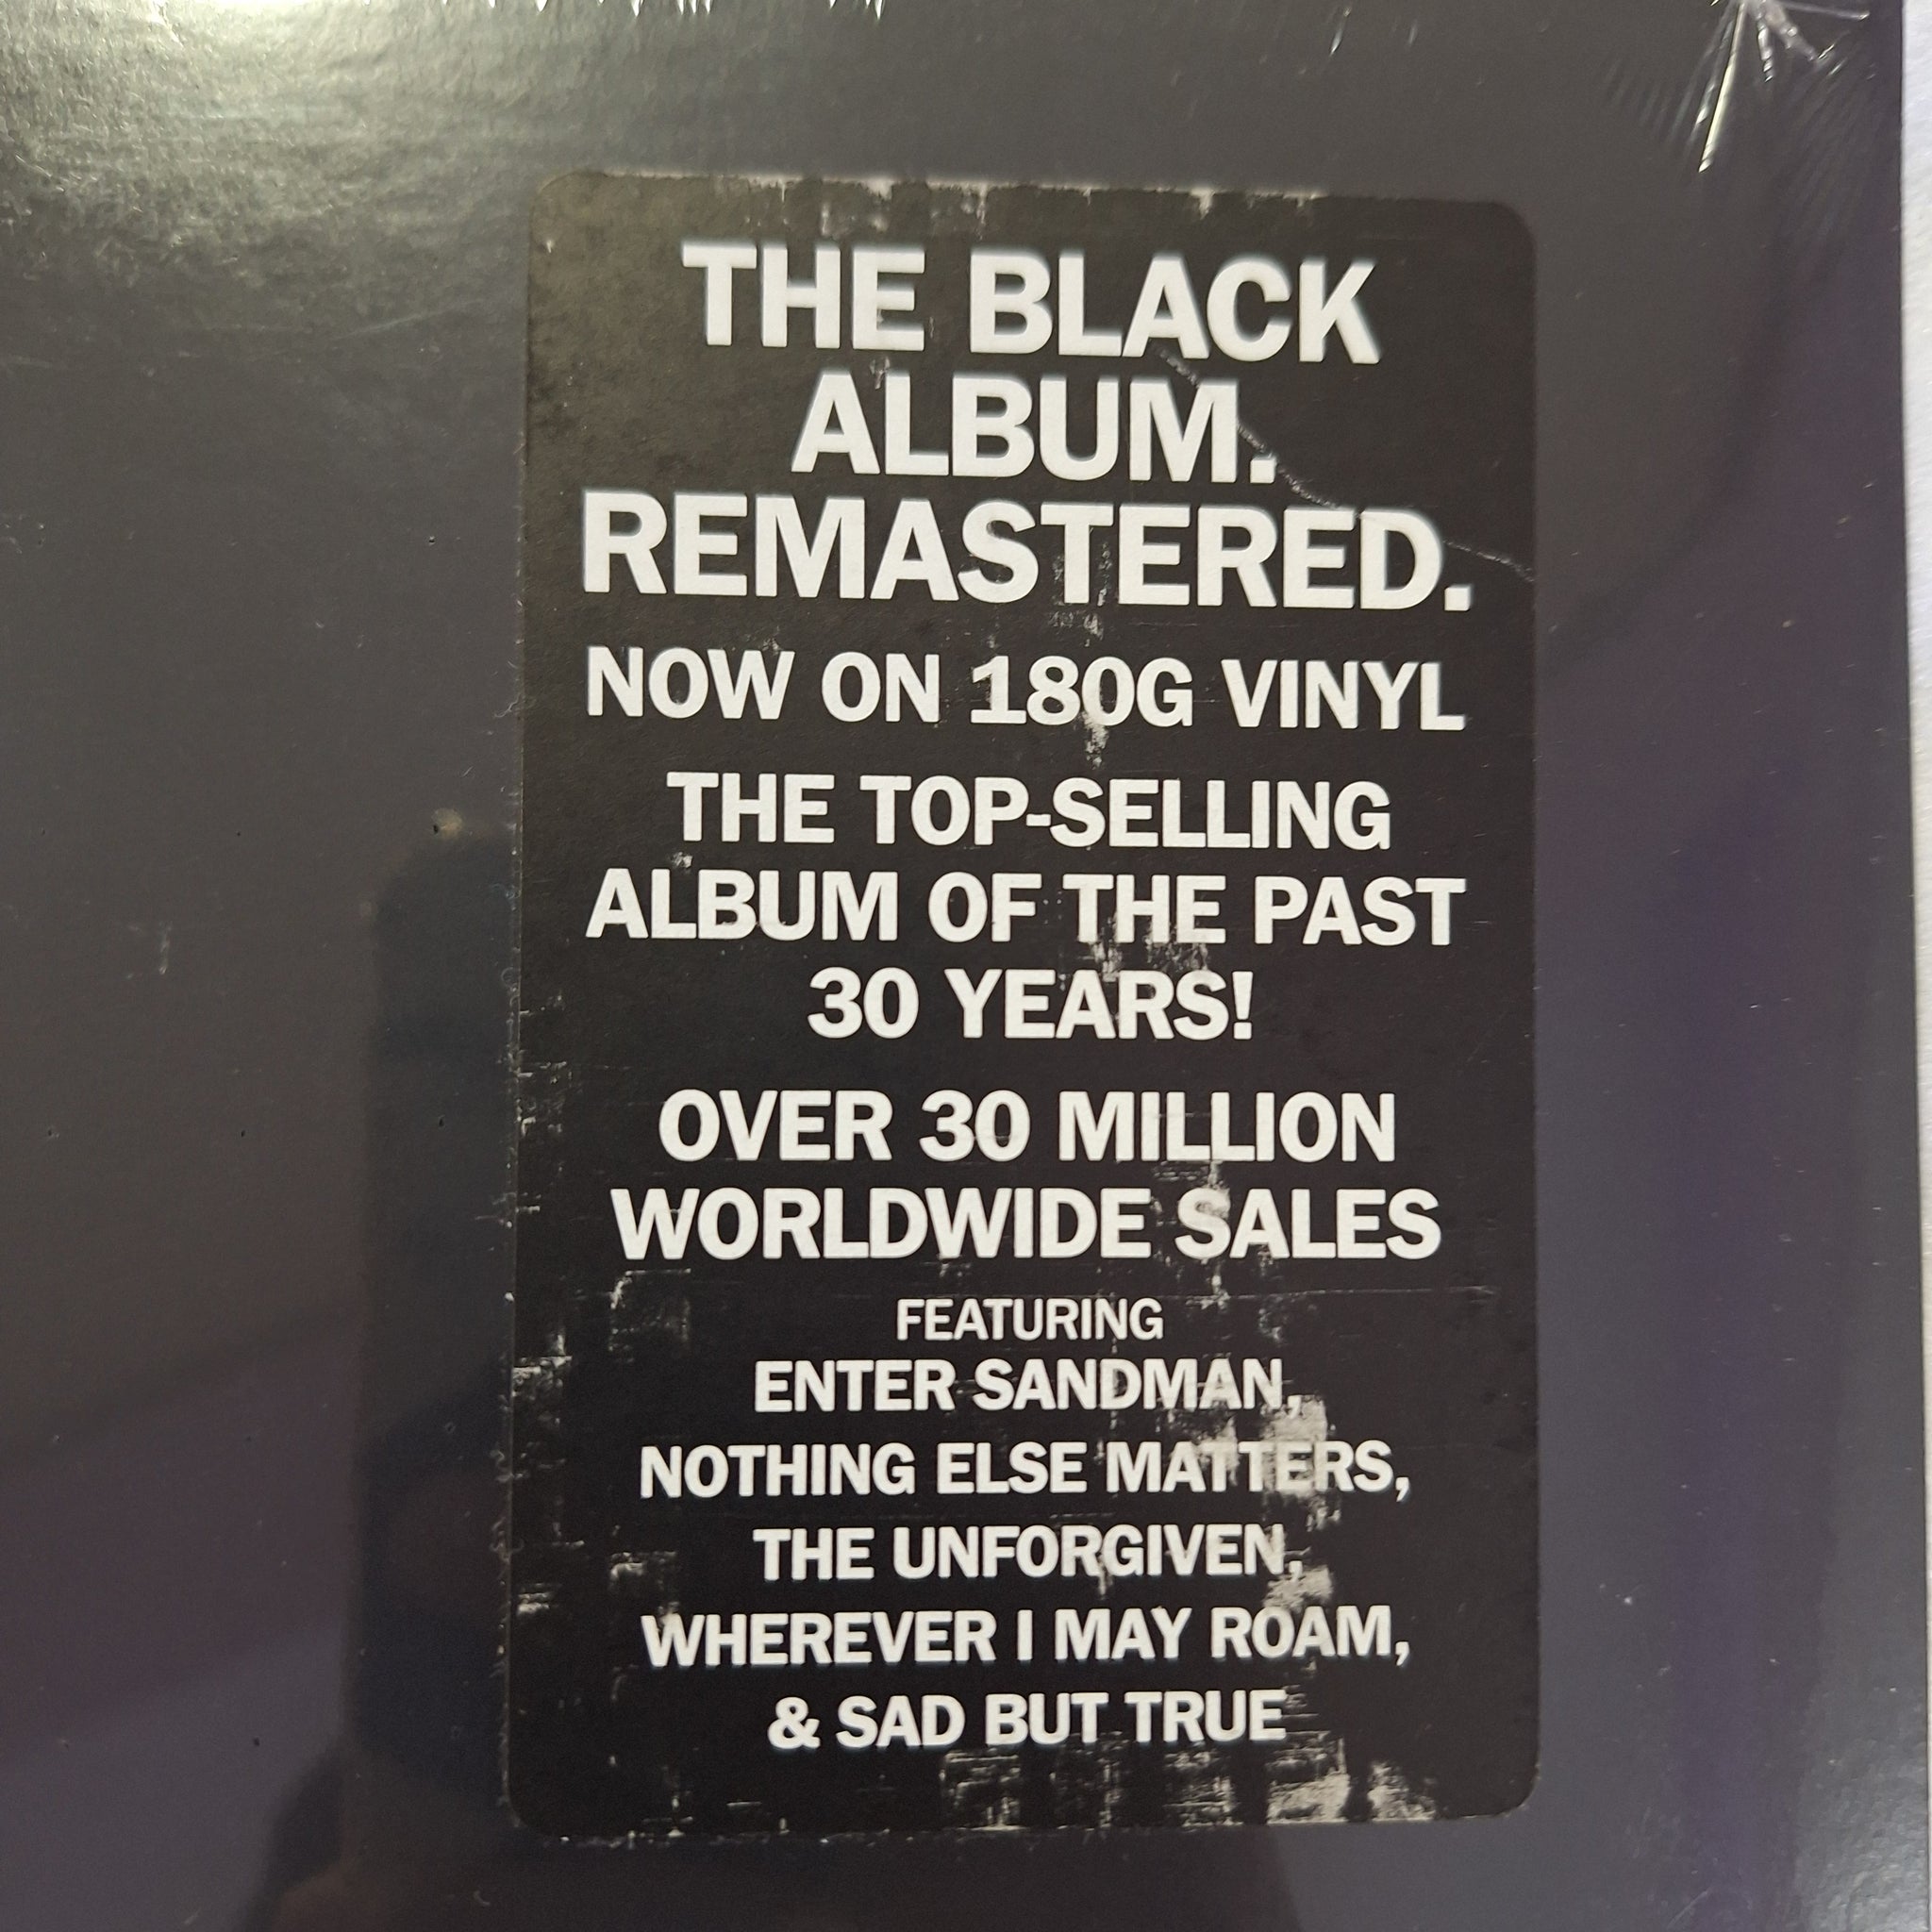 THE BLACK
ALBUM.
REMASTERED.
NOW ON 180G VINYL
THE TOP-SELLING
ALBUM OF THE PAST
30 YEARS!
OVER 30 MILLION
WORLDWIDE SALES
FEATURING
ENTER SANDMAN,
NOTHING ELSE MATTERS,
THE UNFORGIVEN,
WHEREVER I MAY ROAM,
& SAD BUT TRUE